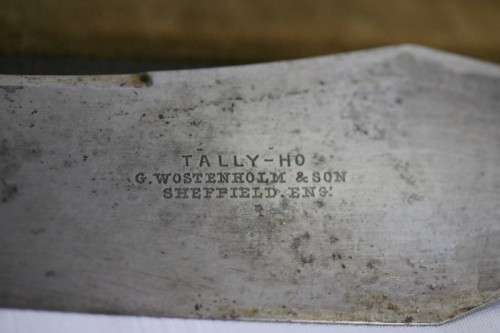 TALLY-HO
G. WOSTENHOLM & SON
SHEFFIELD. ENG.